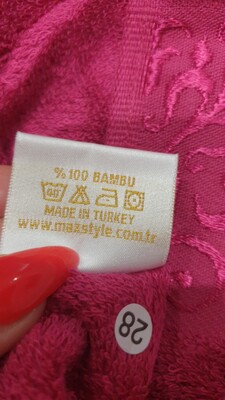 % 100 BAMBU
40
MADE IN TURKEY
www.maxstyle.com.tr
28